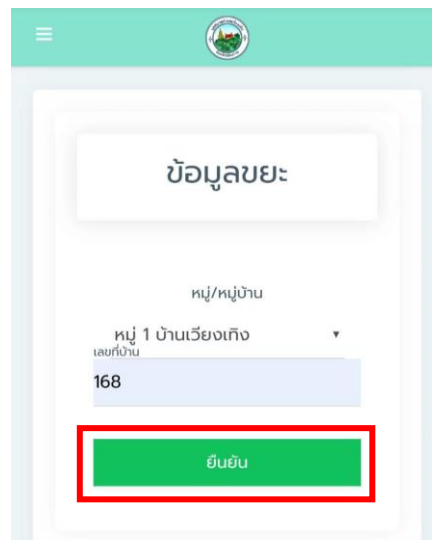 ข้อมูลขยะ
หมู่/หมู่บ้าน
หมู่ 1 บ้านเวียงเทิง
เลขที่บ้าน
168
ยืนยัน